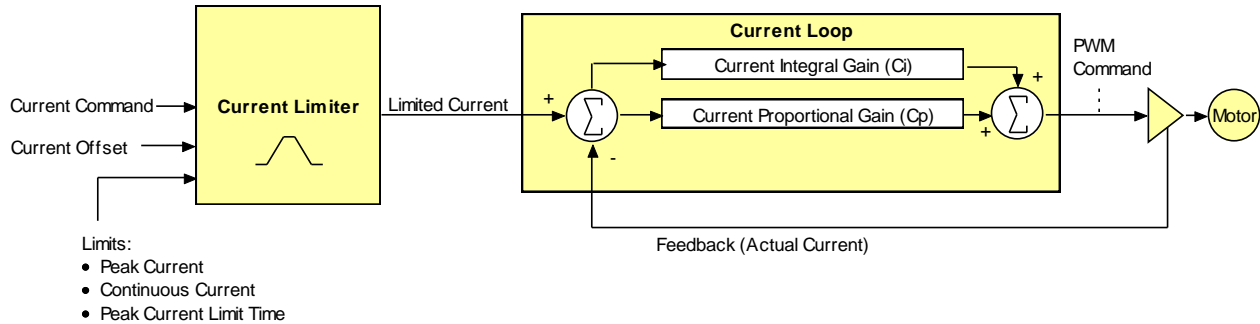 Current Loop
PWM
Command
Current Integral Gain (Ci)
+
Current Command
Current Limiter
Limited Current
+
∑
Current Proportional Gain (Cp)
+
∑
Motor
Current Offset
-
Feedback (Actual Current)
Limits:
• Peak Current
• Continuous Current
• Peak Current Limit Time